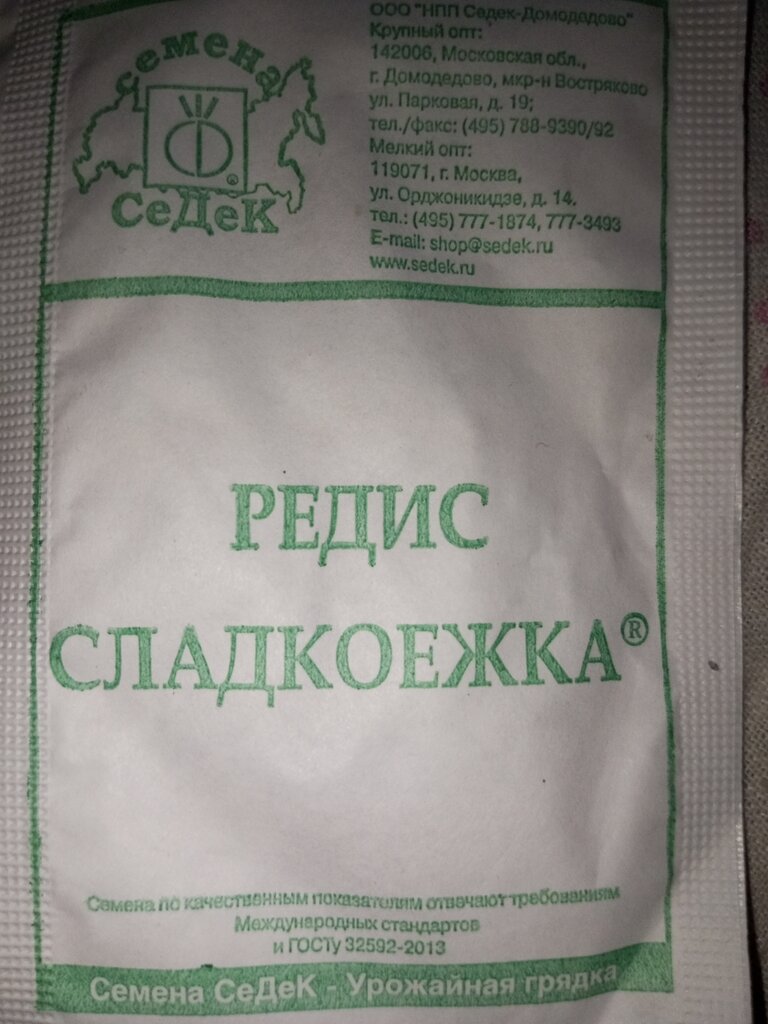 семена
СеДеК
ООО "НПП Седек-Домодедово"
Крупный опт:
142006, Московская обл.,
г. Домодедово, мкр-н Востряково
ул. Парковая, д. 19;
тел./факс: (495) 788-9390/92
Мелкий опт:
119071, г. Москва,
ул. Орджоникидзе, д. 14.
тел.: (495) 777-1874, 777-3493
E-mail: shop@sedek.ru
www.sedek.ru
РЕДИС
СЛАДКОЕЖКА®
Семена по качественным показателям отвечают требованиям
Международных стандартов
и ГОСТу 32592-2013
Семена СеДеК - Урожайная грядка